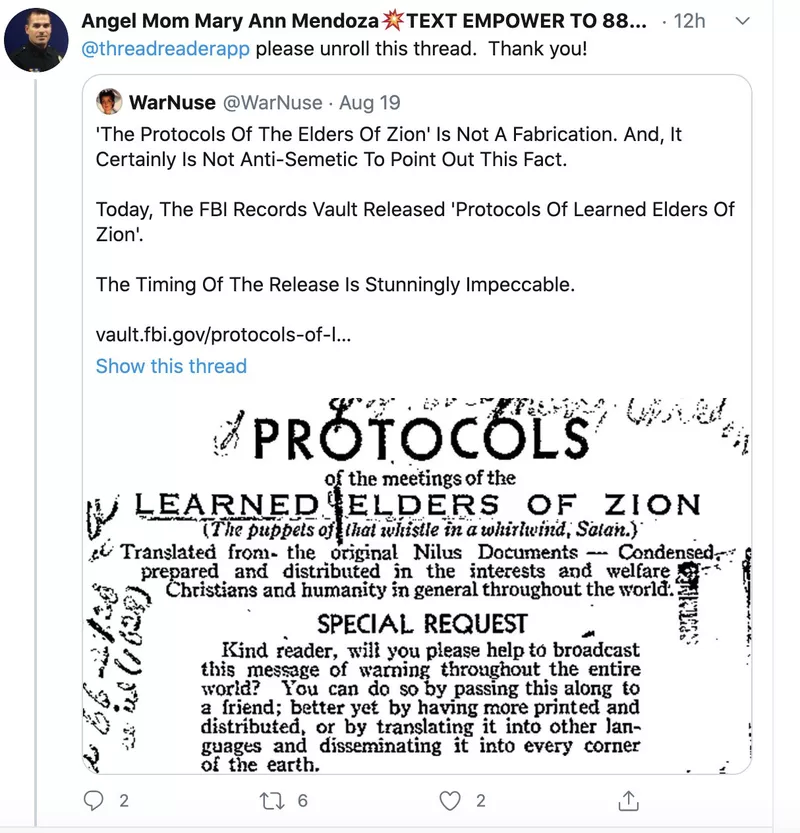 Angel Mom Mary Ann Mendoza💥TEXT EMPOWER TO 88... · 12h
@threadreaderapp please unroll this thread. Thank you!
WarNuse @WarNuse · Aug 19
'The Protocols Of The Elders Of Zion' Is Not A Fabrication. And, It
Certainly Is Not Anti-Semetic To Point Out This Fact.
Today, The FBI Records Vault Released 'Protocols Of Learned Elders Of
Zion'.
The Timing Of The Release Is Stunningly Impeccable.
vault.fbi.gov/protocols-of-l...
Show this thread
PROTOCOLS
of the meetings of the
LEARNED ELDERS OF ZION
(The puppets of that whistle in a whirlwind, Satan.)
Translated from- the original Nilus Documents — Condensed,
prepared and distributed in the interests and welfare
Christians and humanity in general throughout the world.
SPECIAL REQUEST
Kind reader, will you please help to broadcast
this message of warning throughout the entire
world? You can do so by passing this along to
a friend; better yet by having more printed and
distributed, or by translating it into other lan-
guages and disseminating it into every corner
of the earth.
2 6 2